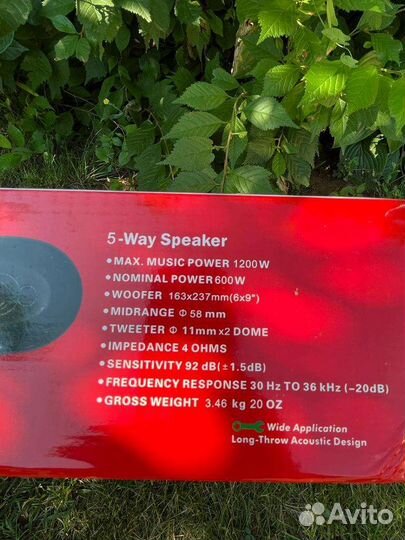 5-Way Speaker
•MAX. MUSIC POWER 1200W
•NOMINAL POWER 600W
•WOOFER 163x237mm(6x9")
•MIDRANGE Φ 58 mm
•TWEETER Φ 11mmx2 DOME
•IMPEDANCE 4 OHMS
•SENSITIVITY 92 dB(±1.5dB)
•FREQUENCY RESPONSE 30 Hz TO 36 kHz (-20dB)
•GROSS WEIGHT 3.46 kg 20 OZ
Wide Application
Long-Throw Acoustic Design
Avito